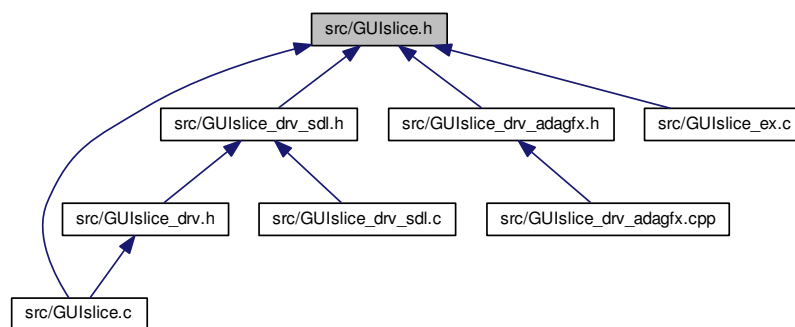 src/GUIslice.h
src/GUIslice_drv_sdl.h
src/GUIslice_drv_adagfx.h
src/GUIslice_ex.c
src/GUIslice_drv.h
src/GUIslice_drv_sdl.c
src/GUIslice_drv_adagfx.cpp
src/GUIslice.c